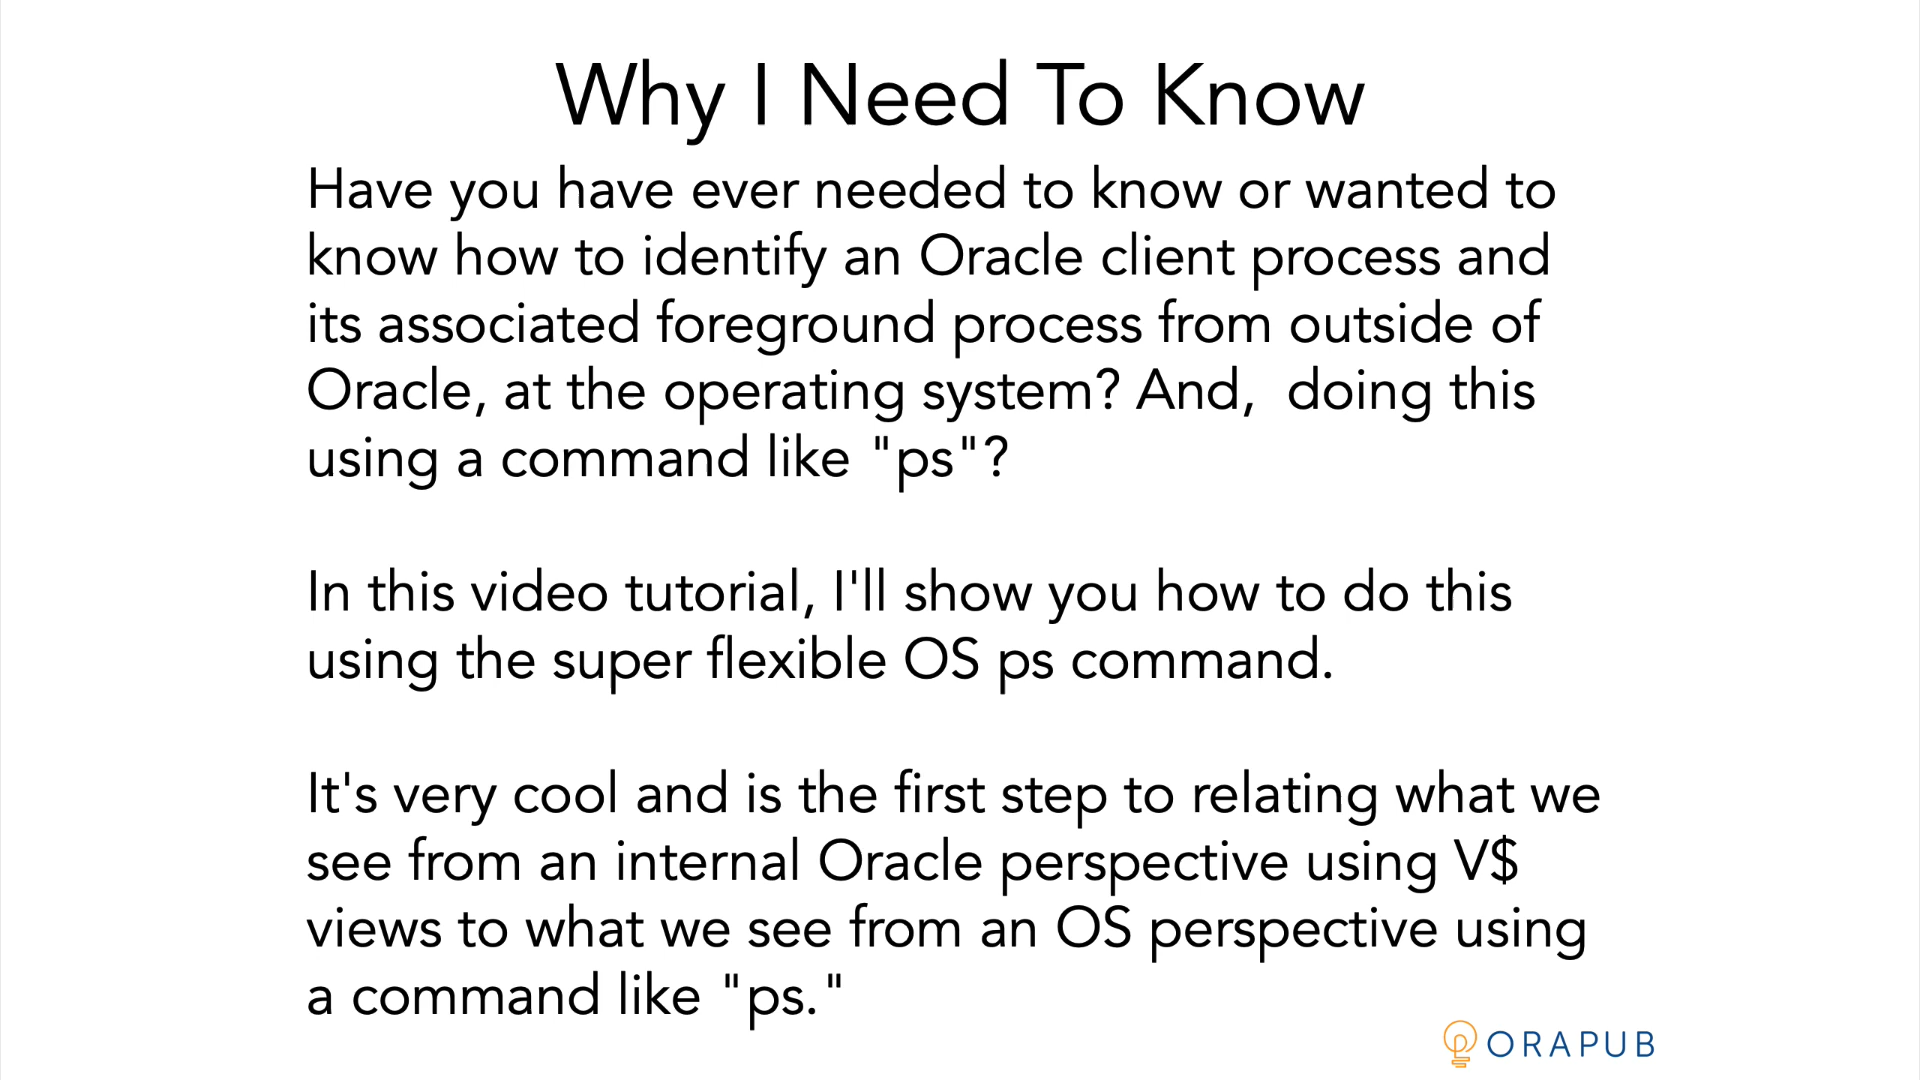 Why I Need To Know
Have you have ever needed to know or wanted to
know how to identify an Oracle client process and
its associated foreground process from outside of
Oracle, at the operating system? And,  doing this
using a command like "ps"?
In this video tutorial, I'll show you how to do this
using the super flexible OS ps command.
It's very cool and is the first step to relating what we
see from an internal Oracle perspective using V$
views to what we see from an OS perspective using
a command like "ps."
ORAPUB